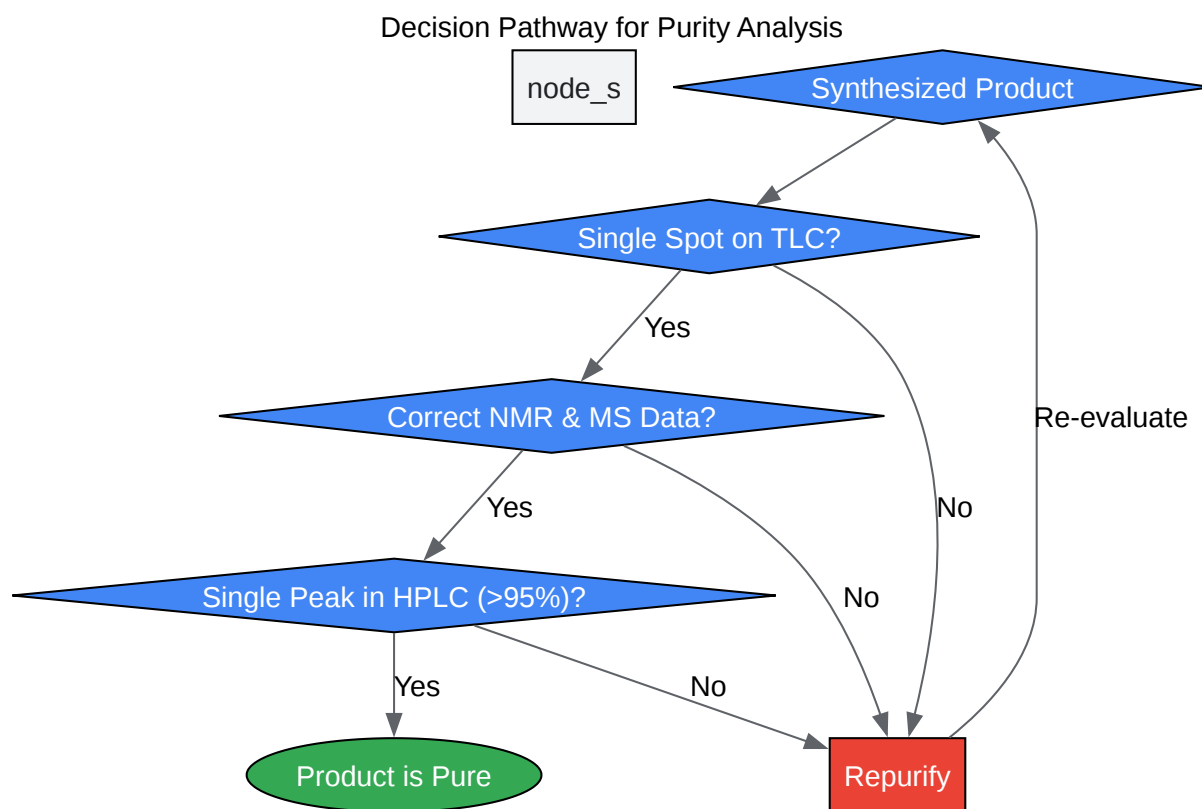 Decision Pathway for Purity Analysis
node_s
Synthesized Product
Single Spot on TLC?
Yes
Correct NMR & MS Data?
Re-evaluate
Yes
No
Single Peak in HPLC (>95%)?
No
Yes
No
Product is Pure
Repurify